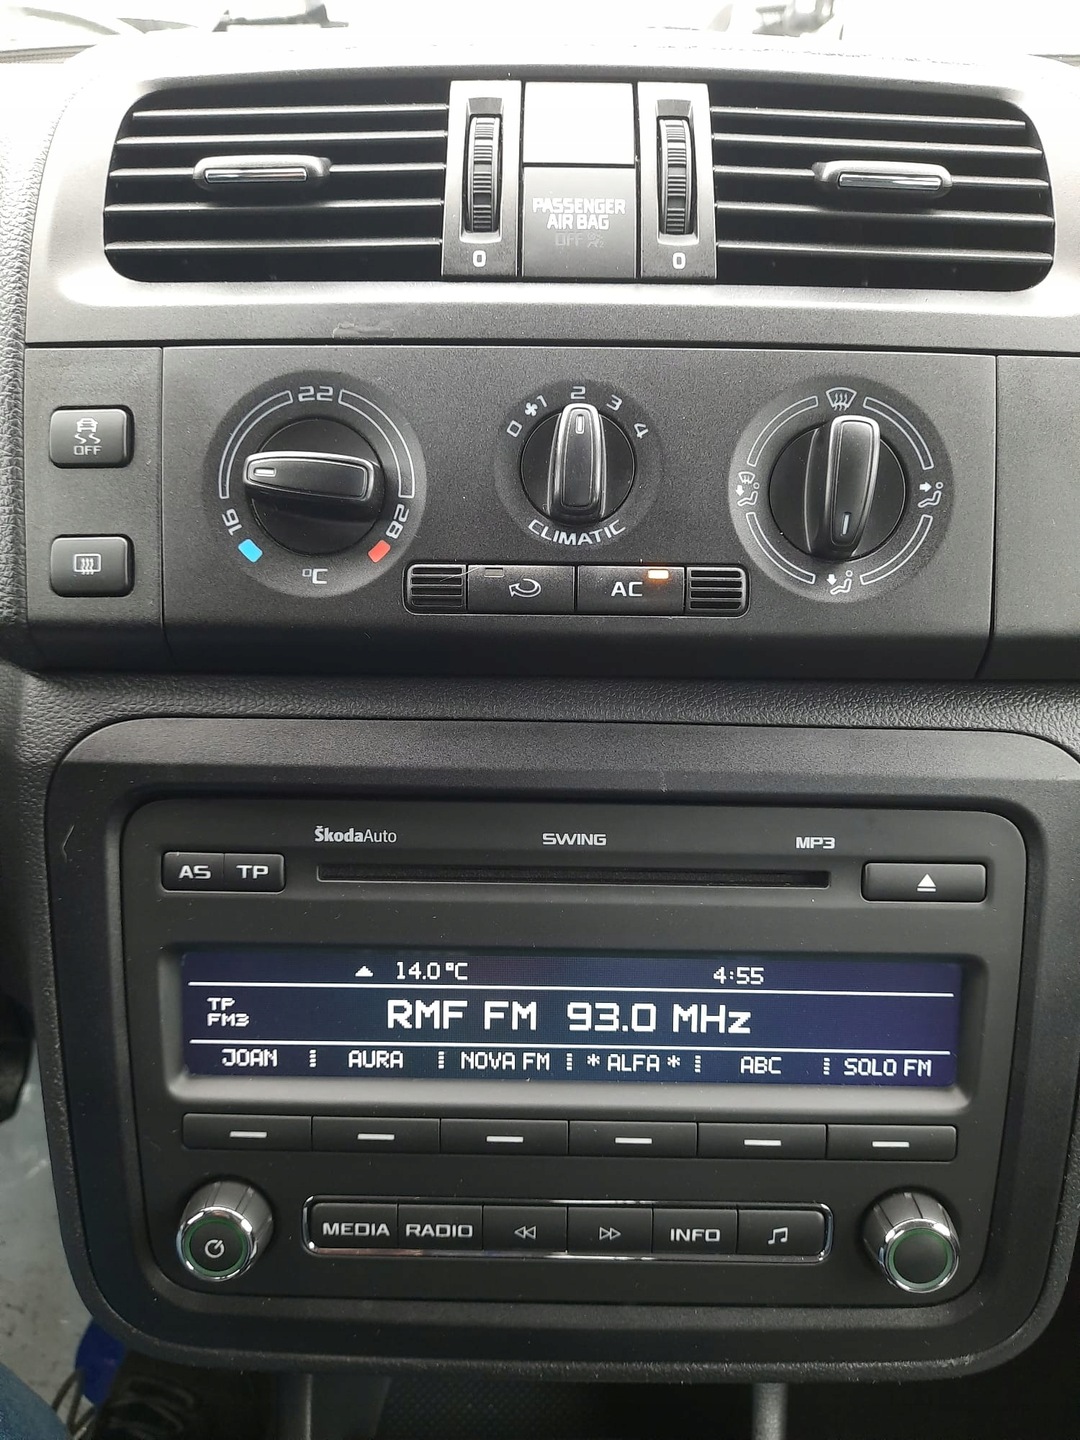 PASSENGER
AIR BAG
OFF
0
0
22
16
28
°C
0 1 2 3 4
CLIMATIC
OFF
AC
ŠkodaAuto SWING MP3
AS TP
14.0°C 4:55
TP
FM3
RMF FM 93.0 MHz
JOAN AURA NOVA FM *ALFA* ABC SOLO FM
MEDIA RADIO INFO